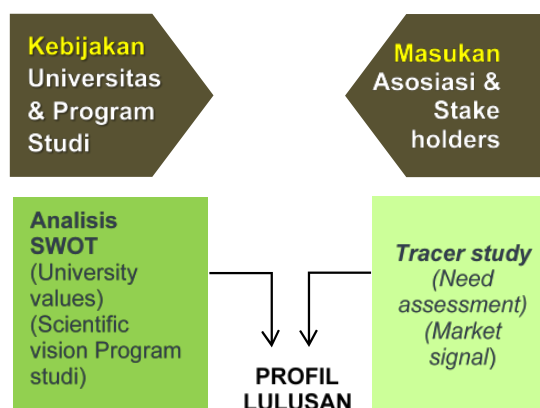 Kebijakan
Universitas
& Program
Studi
Masukan
Asosiasi &
Stake
holders
Analisis
SWOT
(University
values)
(Scientific
vision Program
studi)
Tracer study
(Need
assessment)
(Market
signal)
PROFIL
LULUSAN